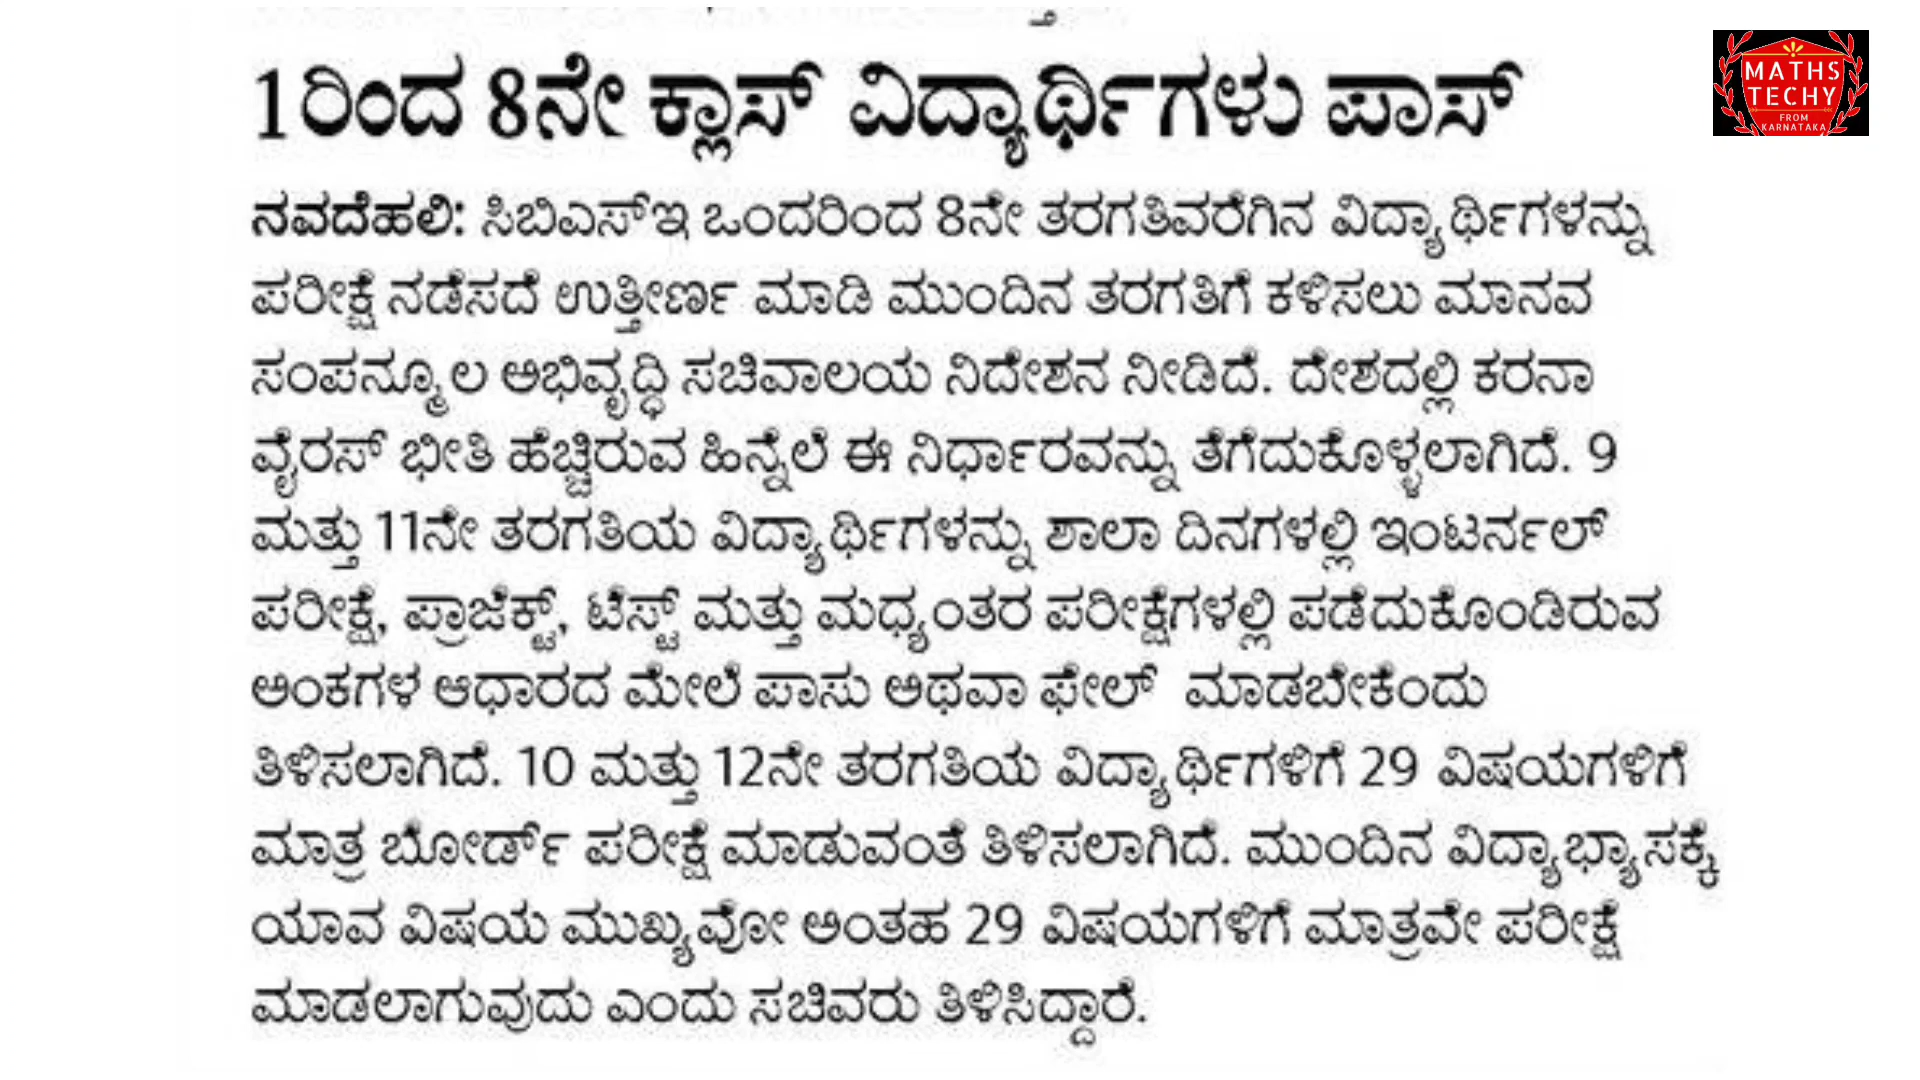 1ರಿಂದ 8ನೇ ಕ್ಲಾಸ್ ವಿದ್ಯಾರ್ಥಿಗಳು ಪಾಸ್
MATHS
TECHY
FROM
KARNATAKA
ನವದೆಹಲಿ: ಸಿಬಿಎಸ್ಇ ಒಂದರಿಂದ 8ನೇ ತರಗತಿವರೆಗಿನ ವಿದ್ಯಾರ್ಥಿಗಳನ್ನು
ಪರೀಕ್ಷೆ ನಡೆಸದೆ ಉತ್ತೀರ್ಣ ಮಾಡಿ ಮುಂದಿನ ತರಗತಿಗೆ ಕಳಿಸಲು ಮಾನವ
ಸಂಪನ್ಮೂಲ ಅಭಿವೃದ್ಧಿ ಸಚಿವಾಲಯ ನಿದೇಶನ ನೀಡಿದೆ. ದೇಶದಲ್ಲಿ ಕರನಾ
ವೈರಸ್ ಭೀತಿ ಹೆಚ್ಚಿರುವ ಹಿನ್ನೆಲೆ ಈ ನಿರ್ಧಾರವನ್ನು ತೆಗೆದುಕೊಳ್ಳಲಾಗಿದೆ. 9
ಮತ್ತು 11ನೇ ತರಗತಿಯ ವಿದ್ಯಾರ್ಥಿಗಳನ್ನು ಶಾಲಾ ದಿನಗಳಲ್ಲಿ ಇಂಟರ್ನಲ್
ಪರೀಕ್ಷೆ, ಪ್ರಾಜೆಕ್ಟ್, ಟೆಸ್ಟ್ ಮತ್ತು ಮಧ್ಯಂತರ ಪರೀಕ್ಷೆಗಳಲ್ಲಿ ಪಡೆದುಕೊಂಡಿರುವ
ಅಂಕಗಳ ಆಧಾರದ ಮೇಲೆ ಪಾಸು ಅಥವಾ ಫೇಲ್ ಮಾಡಬೇಕೆಂದು
ತಿಳಿಸಲಾಗಿದೆ. 10 ಮತ್ತು 12ನೇ ತರಗತಿಯ ವಿದ್ಯಾರ್ಥಿಗಳಿಗೆ 29 ವಿಷಯಗಳಿಗೆ
ಮಾತ್ರ ಬೋರ್ಡ್ ಪರೀಕ್ಷೆ ಮಾಡುವಂತೆ ತಿಳಿಸಲಾಗಿದೆ. ಮುಂದಿನ ವಿದ್ಯಾಭ್ಯಾಸಕ್ಕೆ
ಯಾವ ವಿಷಯ ಮುಖ್ಯವೋ ಅಂತಹ 29 ವಿಷಯಗಳಿಗೆ ಮಾತ್ರವೇ ಪರೀಕ್ಷೆ
ಮಾಡಲಾಗುವುದು ಎಂದು ಸಚಿವರು ತಿಳಿಸಿದ್ದಾರೆ.